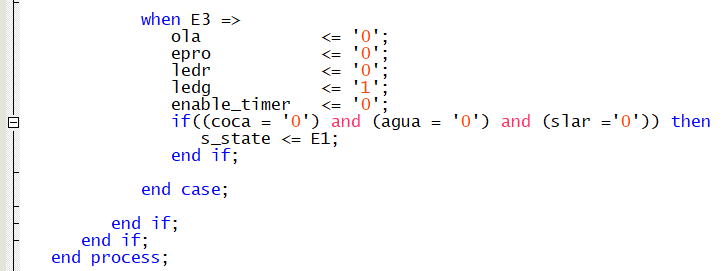 when E3 =>
ola <= '0';
epro <= '0';
ledr <= '0';
ledg <= '1';
enable_timer <= '0';
if((coca = '0') and (agua = '0') and (slar ='0')) then
s_state <= E1;
end if;
end case;
end if;
end if;
end process;